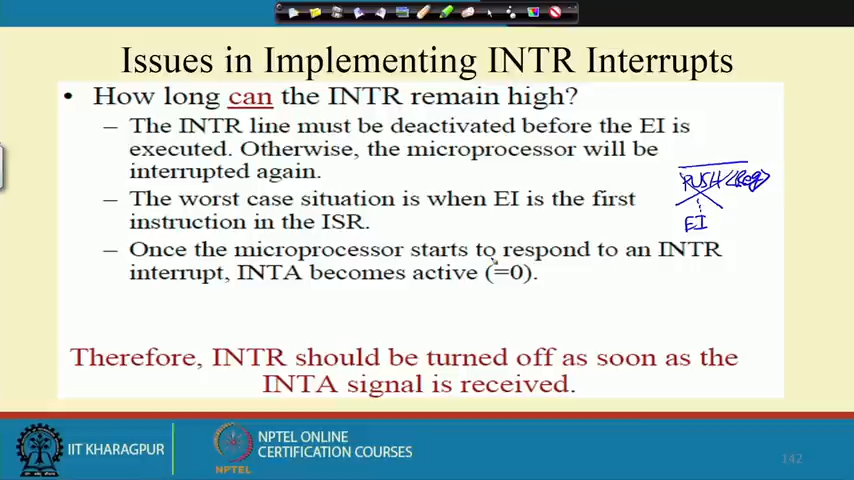 Issues in Implementing INTR Interrupts
• How long can the INTR remain high?
– The INTR line must be deactivated before the EI is
executed. Otherwise, the microprocessor will be
interrupted again.
– The worst case situation is when EI is the first
instruction in the ISR.
– Once the microprocessor starts to respond to an INTR
interrupt, INTA becomes active (=0).
PUSH <Reg>
EI
Therefore, INTR should be turned off as soon as the
INTA signal is received.
IIT KHARAGPUR
NPTEL
NPTEL ONLINE
CERTIFICATION COURSES
142